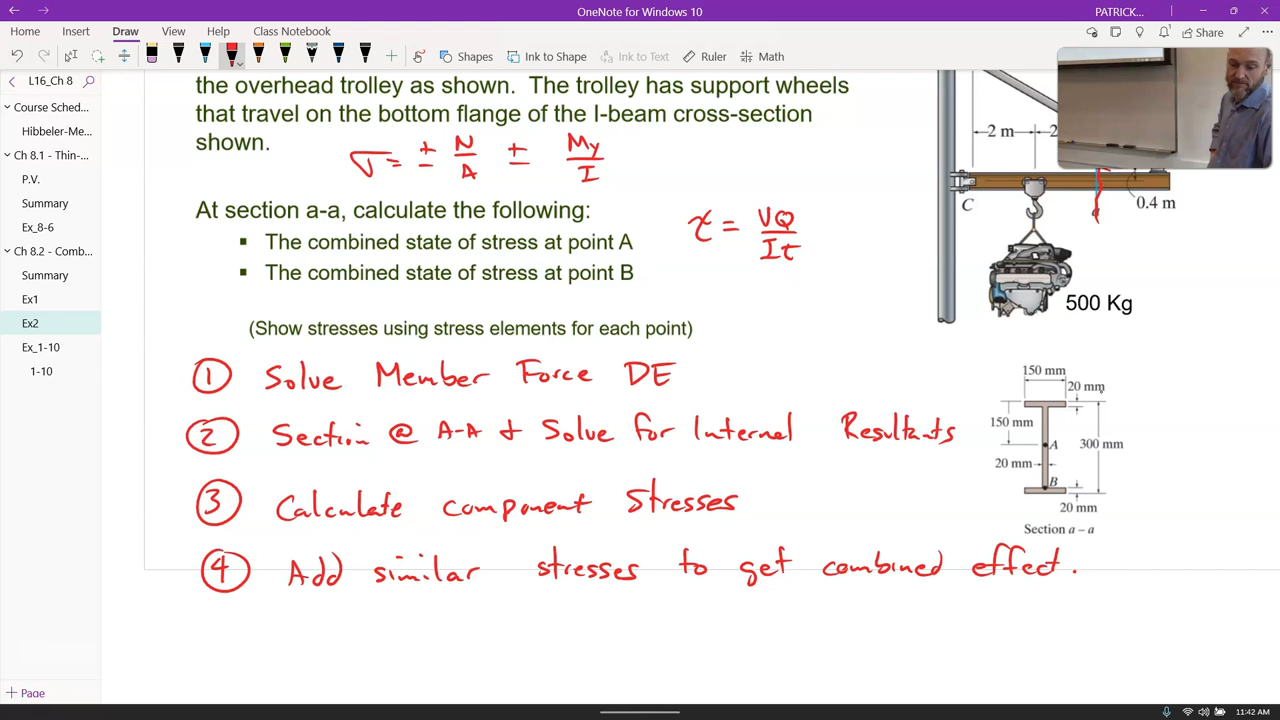 OneNote for Windows 10
PATRICK...
Home
Insert
Draw
View
Help
Class Notebook
Share
Shapes
Ink to Shape
Ink to Text
Ruler
Math
L16_Ch 8
Course Sched...
Hibbeler-Me...
Ch 8.1 - Thin-...
P.V.
Summary
Ex_8-6
Ch 8.2 - Comb...
Summary
Ex1
Ex2
Ex_1-10
1-10
Page
the overhead trolley as shown. The trolley has support wheels
that travel on the bottom flange of the I-beam cross-section
shown.
σ = ± N/A ± My/I
At section a-a, calculate the following:
▪ The combined state of stress at point A
▪ The combined state of stress at point B
τ = VQ/It
(Show stresses using stress elements for each point)
① Solve Member Force DE
② Section @ A-A + Solve for Internal Resultants
③ Calculate component stresses
④ Add similar stresses to get combined effect.
2 m
2
C
a
0.4 m
500 Kg
150 mm
20 mm
150 mm
A
300 mm
20 mm
B
20 mm
Section a – a
11:42 AM